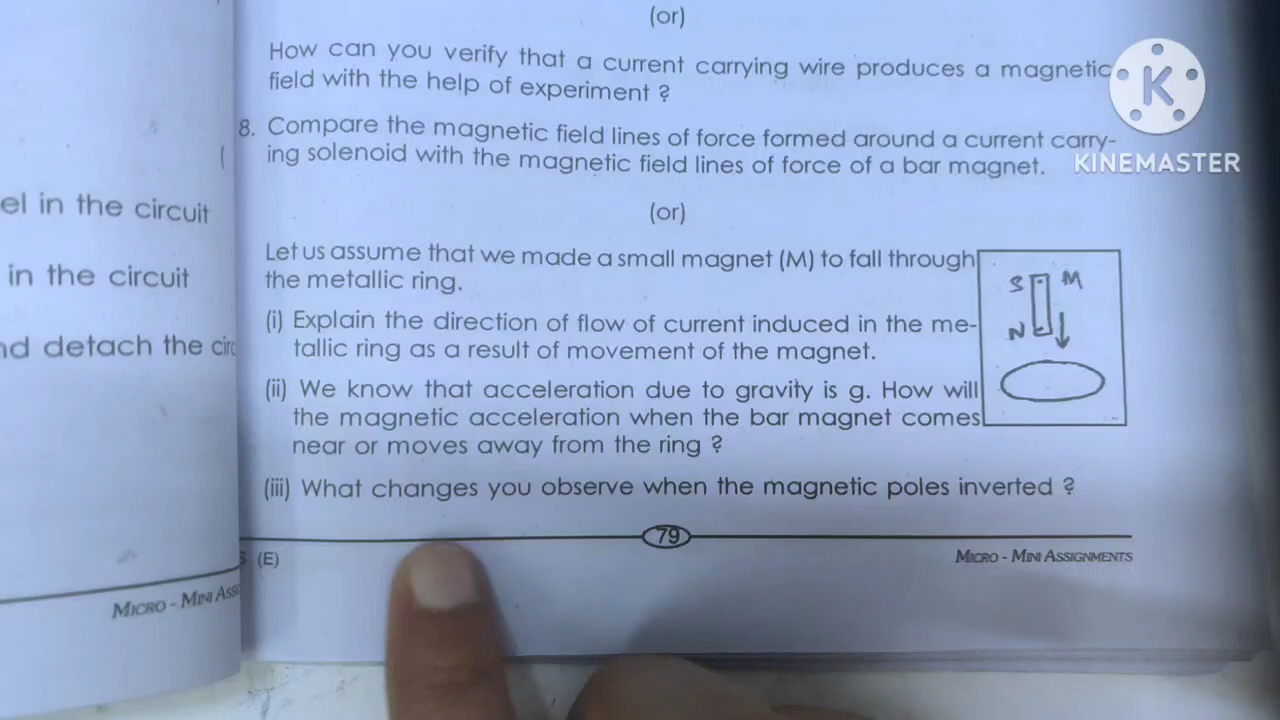 (or)
How can you verify that a current carrying wire produces a magnetic
field with the help of experiment ?
8. Compare the magnetic field lines of force formed around a current carry-
ing solenoid with the magnetic field lines of force of a bar magnet.
KINEMASTER
(or)
Let us assume that we made a small magnet (M) to fall through
the metallic ring.
S M
N
(i) Explain the direction of flow of current induced in the me-
tallic ring as a result of movement of the magnet.
(ii) We know that acceleration due to gravity is g. How will
the magnetic acceleration when the bar magnet comes
near or moves away from the ring ?
(iii) What changes you observe when the magnetic poles inverted ?
79
(E)
MICRO - MINI ASSIGNMENTS
el in the circuit
in the circuit
nd detach the circ
MICRO - MINI ASS